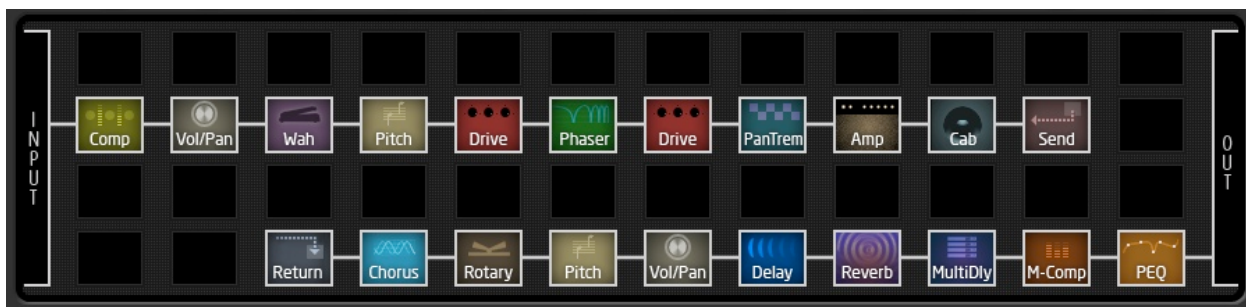 INPUT
Comp Vol/Pan Wah Pitch Drive Phaser Drive PanTrem Amp Cab Send
OUT
Return Chorus Rotary Pitch Vol/Pan Delay Reverb MultiDly M-Comp PEQ